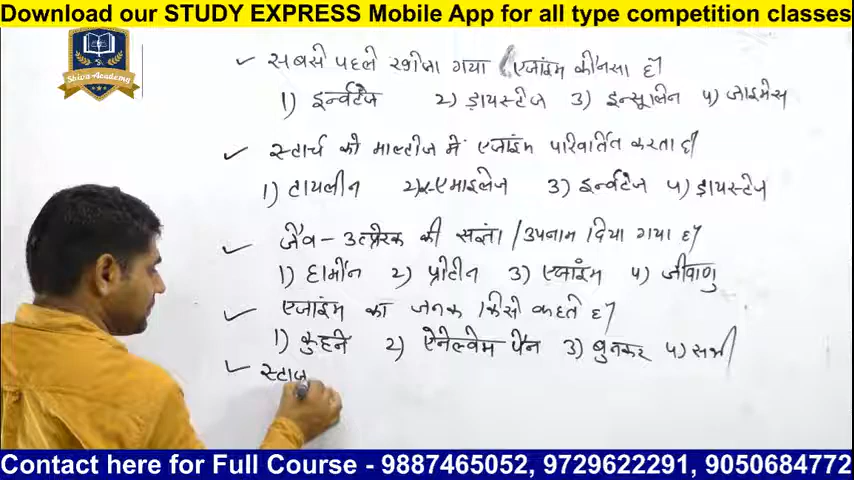 Download our STUDY EXPRESS Mobile App for all type competition classes
Shiva Academy
सबसे पहले खोजा गया एंजाइम कौनसा है
1) इन्वर्टेज 2) डायस्टेज 3) इन्सूलिन 4) जाइमेस
स्टार्च को माल्टोज में एंजाइम परिवर्तित करता है
1) टायलीन 2) एमाइलेज 3) इन्वर्टेज 4) डायस्टेज
जैव - उत्प्रेरक की संज्ञा / उपनाम दिया गया है
1) हार्मोन 2) प्रोटीन 3) एंजाइम 4) जीवाणु
एंजाइम का जनक किसे कहते है
1) कुहने 2) ऐनेल्वेम पैन 3) बुनकर 4) सभी
Contact here for Full Course - 9887465052, 9729622291, 9050684772